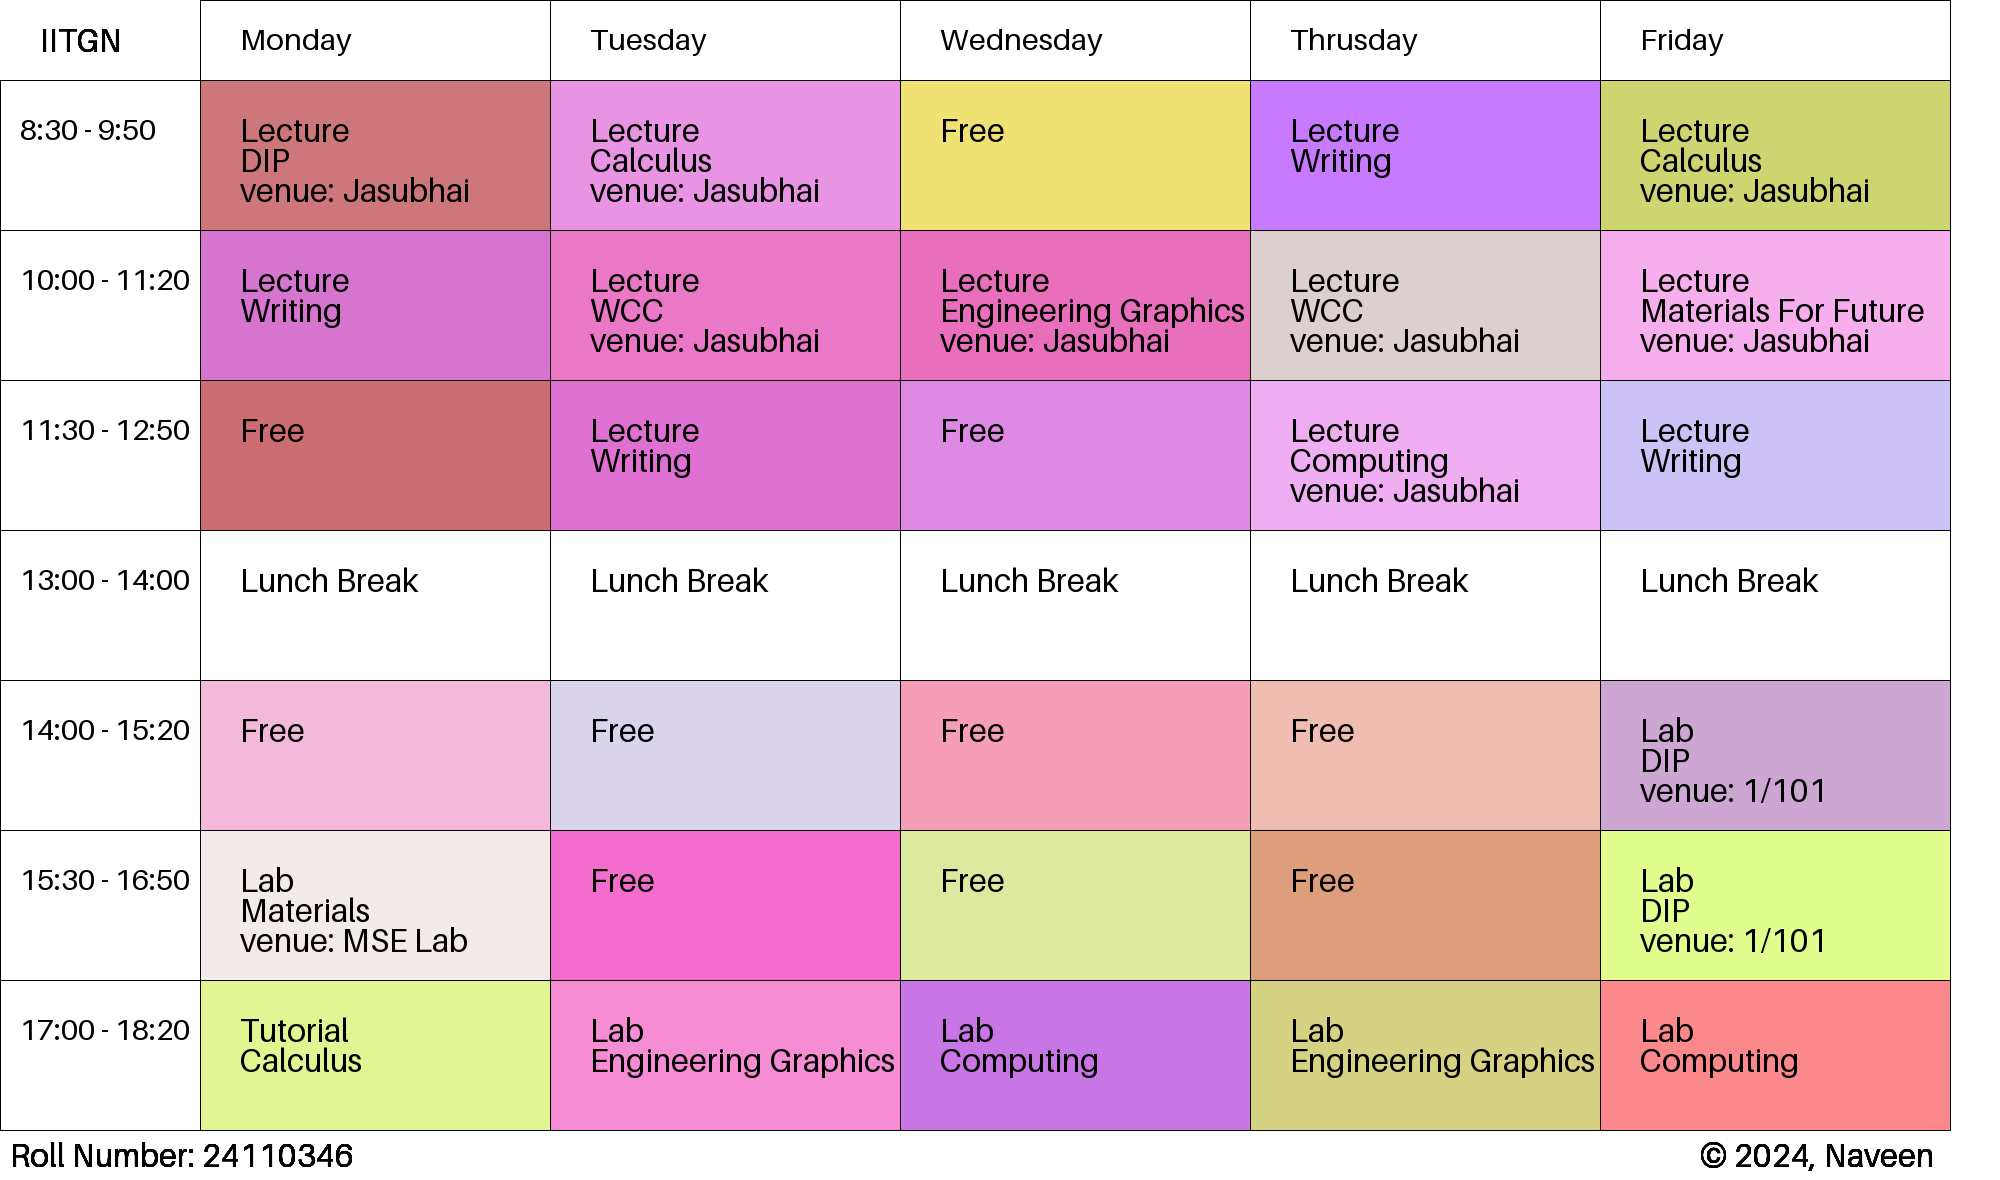 IITGN Monday Tuesday Wednesday Thrusday Friday
8:30 - 9:50
Lecture
DIP
venue: Jasubhai
Lecture
Calculus
venue: Jasubhai
Free
Lecture
Writing
Lecture
Calculus
venue: Jasubhai
10:00 - 11:20
Lecture
Writing
Lecture
WCC
venue: Jasubhai
Lecture
Engineering Graphics
venue: Jasubhai
Lecture
WCC
venue: Jasubhai
Lecture
Materials For Future
venue: Jasubhai
11:30 - 12:50
Free
Lecture
Writing
Free
Lecture
Computing
venue: Jasubhai
Lecture
Writing
13:00 - 14:00
Lunch Break
Lunch Break
Lunch Break
Lunch Break
Lunch Break
14:00 - 15:20
Free
Free
Free
Free
Lab
DIP
venue: 1/101
15:30 - 16:50
Lab
Materials
venue: MSE Lab
Free
Free
Free
Lab
DIP
venue: 1/101
17:00 - 18:20
Tutorial
Calculus
Lab
Engineering Graphics
Lab
Computing
Lab
Engineering Graphics
Lab
Computing
Roll Number: 24110346
© 2024, Naveen